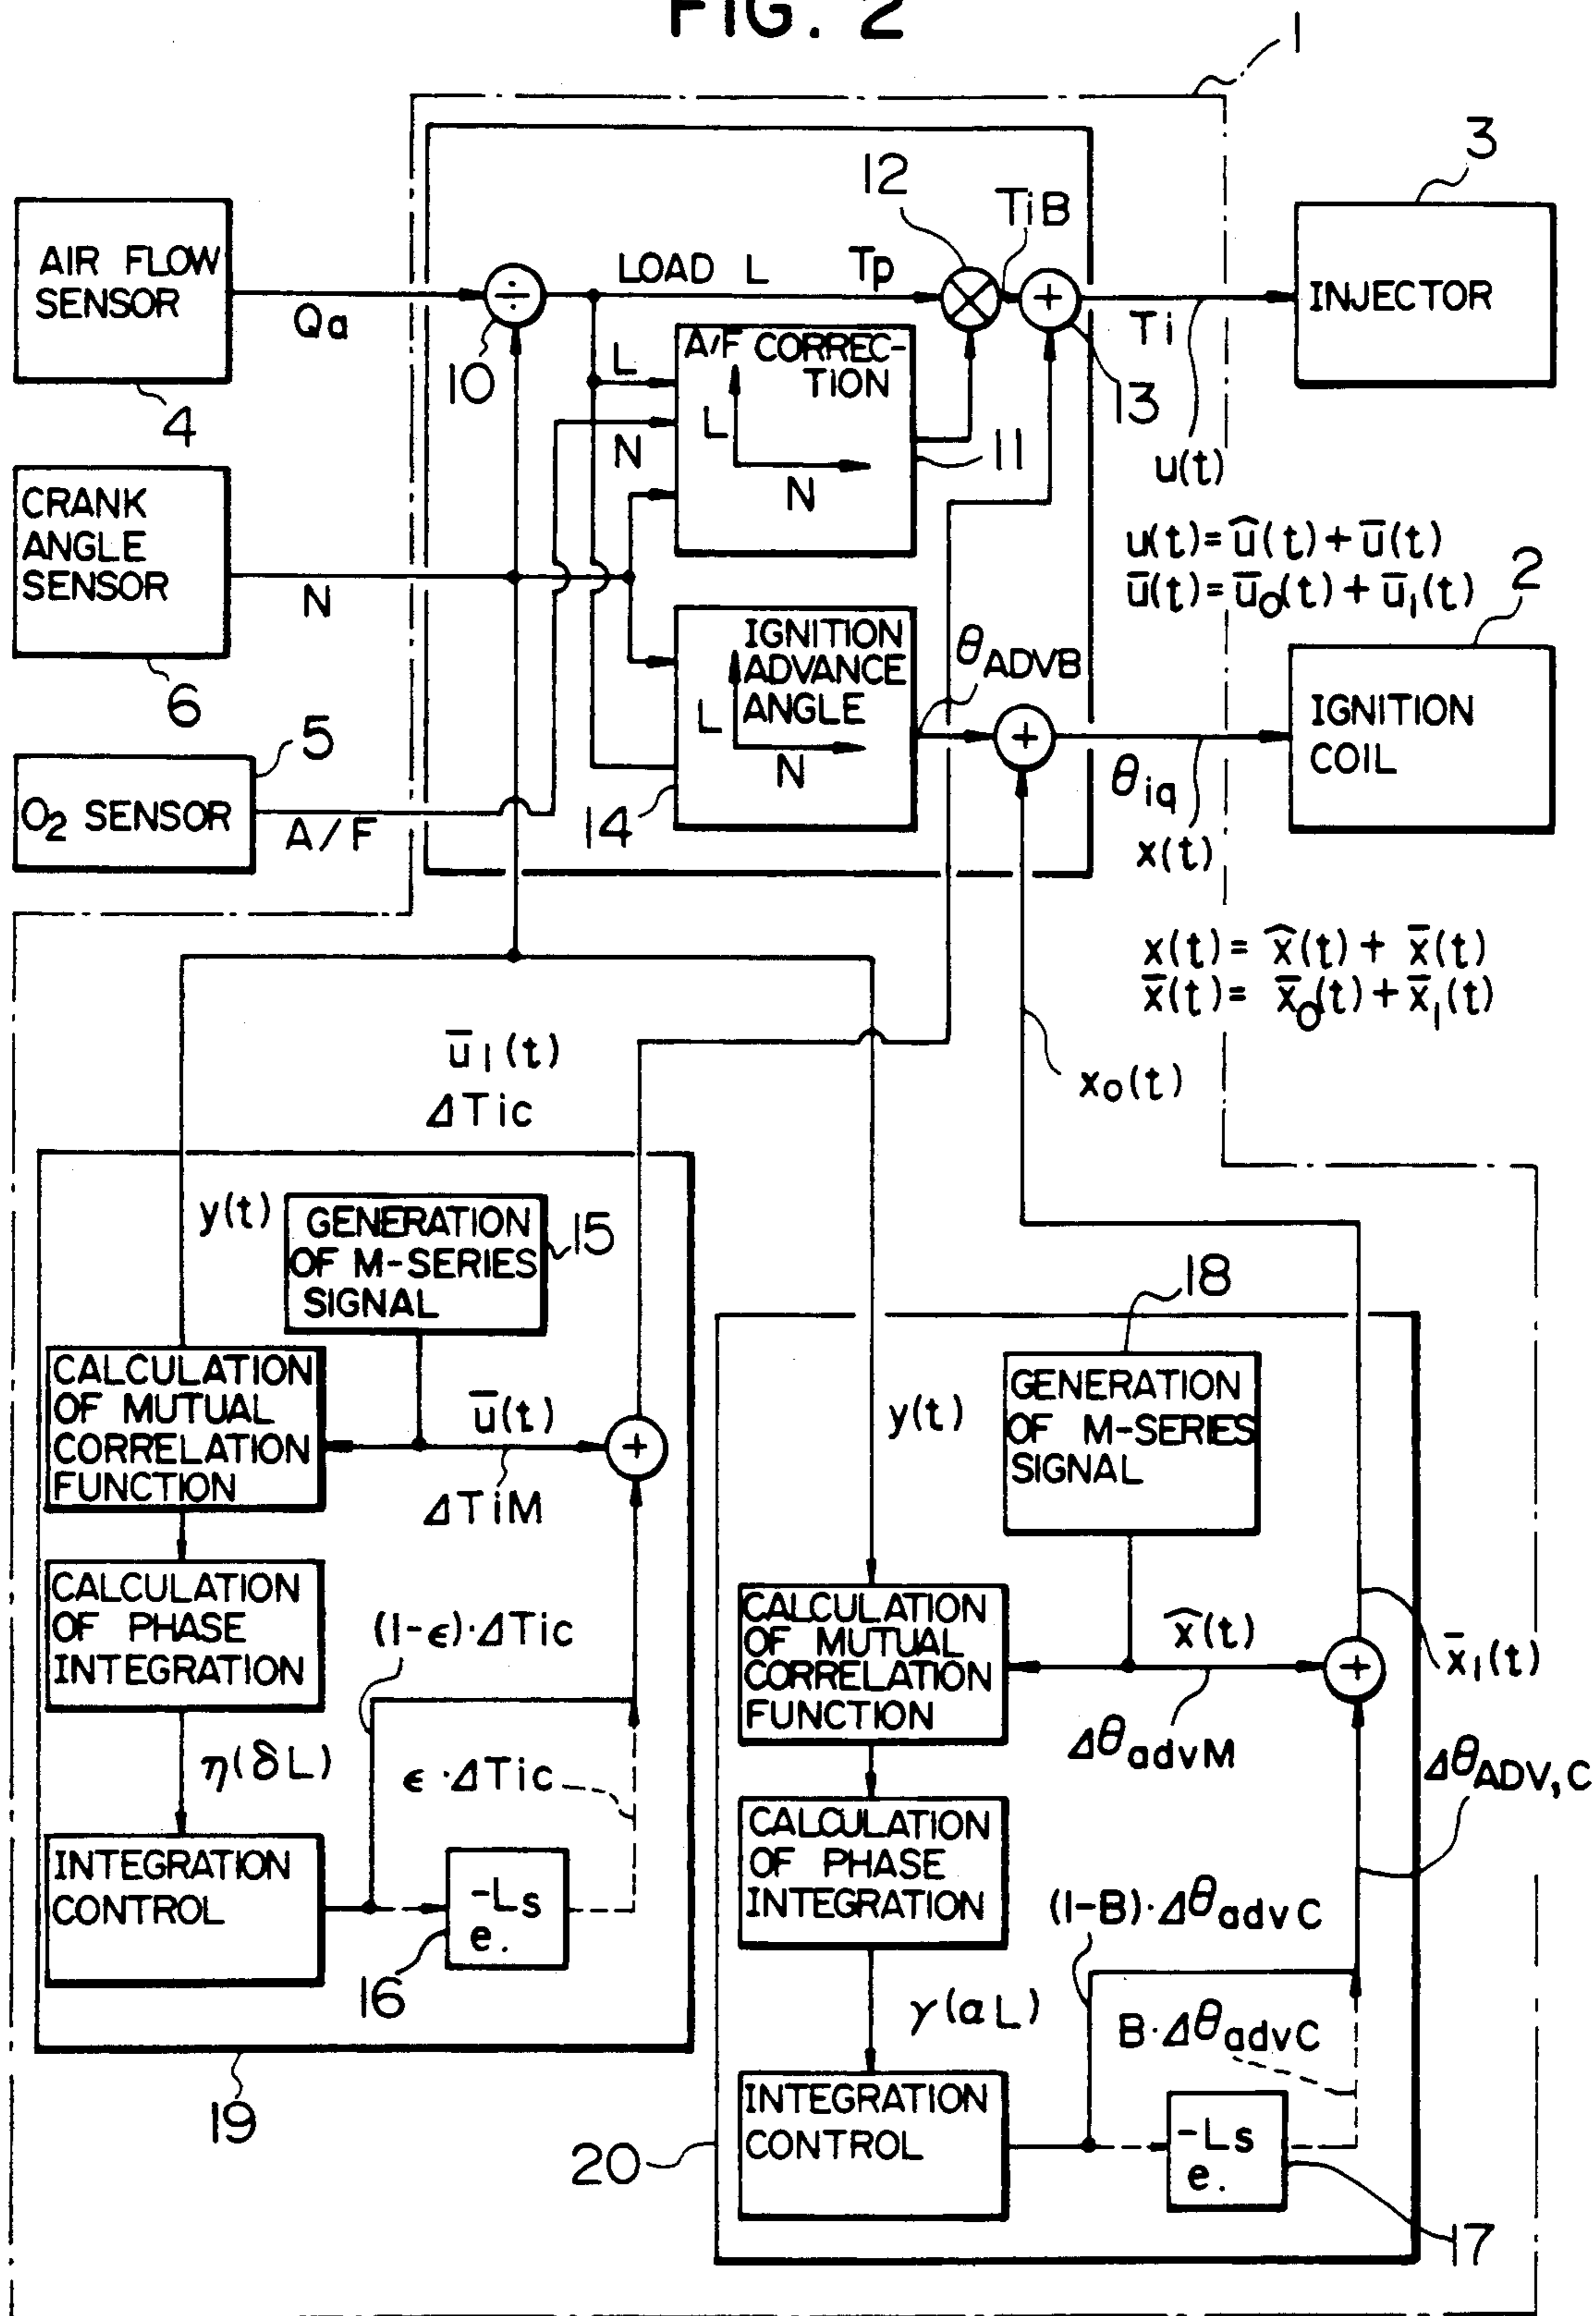 FIG. 2
1
3
12
TiB
AIR FLOW
SENSOR
Qa
÷
LOAD L
Tp
+
Ti
INJECTOR
10
4
L
A/F CORREC-
TION
L
N
N
11
13
u(t)
CRANK
ANGLE
SENSOR
N
6
u(t)=û(t)+ū(t)
ū(t)=ū₀(t)+ū₁(t)
2
IGNITION
ADVANCE
ANGLE
L
N
14
θADVB
+
θiq
x(t)
IGNITION
COIL
5
O2 SENSOR
A/F
x(t)= x̂(t)+ x̄(t)
x̄(t)= x̄₀(t)+x̄₁(t)
ū₁(t)
ΔTic
x₀(t)
y(t)
GENERATION
OF M-SERIES
SIGNAL
15
CALCULATION
OF MUTUAL
CORRELATION
FUNCTION
ū(t)
+
ΔTiM
CALCULATION
OF PHASE
INTEGRATION
(1-ϵ)·ΔTic
η(δL)
ϵ·ΔTic
INTEGRATION
CONTROL
-Ls
e.
16
19
18
y(t)
GENERATION
OF M-SERIES
SIGNAL
CALCULATION
OF MUTUAL
CORRELATION
FUNCTION
x̂(t)
+
x̄₁(t)
ΔθadvM
ΔθADV,C
CALCULATION
OF PHASE
INTEGRATION
(1-B)·ΔθadvC
γ(αL)
B·ΔθadvC
INTEGRATION
CONTROL
-Ls
e.
20
17